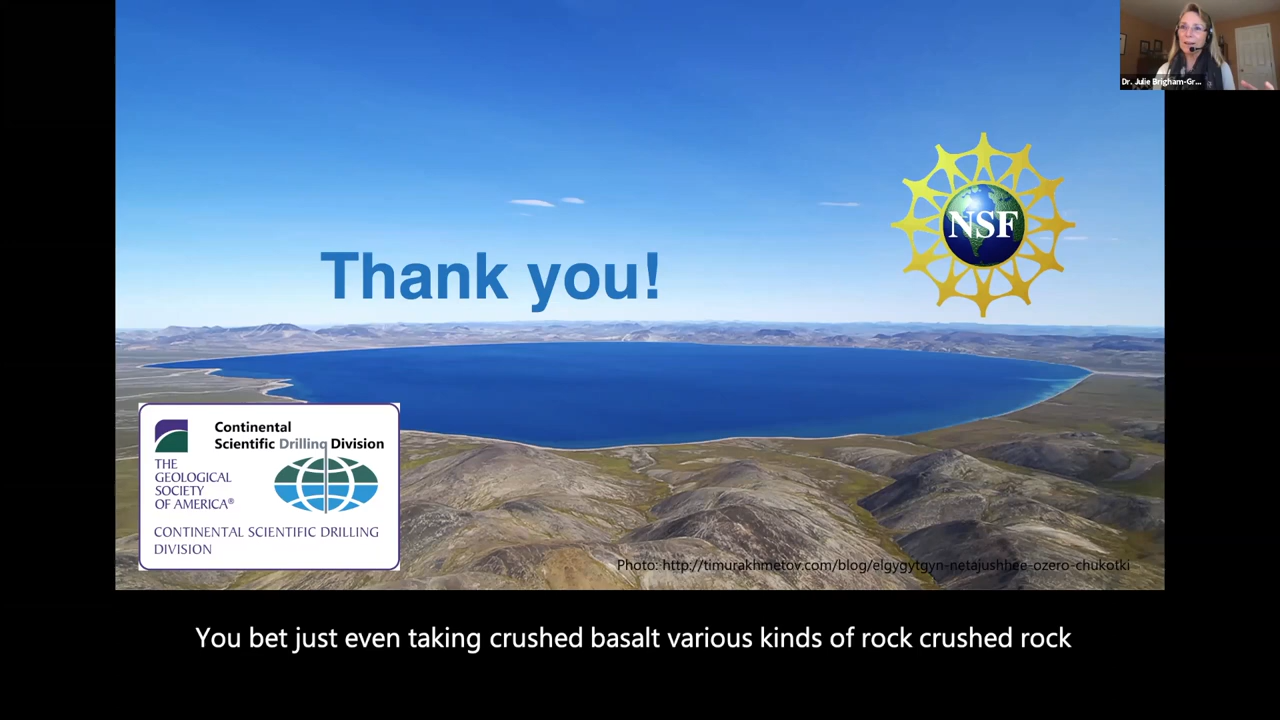 Dr. Julie Brigham-Gr...
NSF
Thank you!
Continental
Scientific Drilling Division
THE
GEOLOGICAL
SOCIETY
OF AMERICA®
CONTINENTAL SCIENTIFIC DRILLING
DIVISION
Photo: http://timurakhmetov.com/blog/elgygytgyn-netajushhee-ozero-chukotki
You bet just even taking crushed basalt various kinds of rock crushed rock